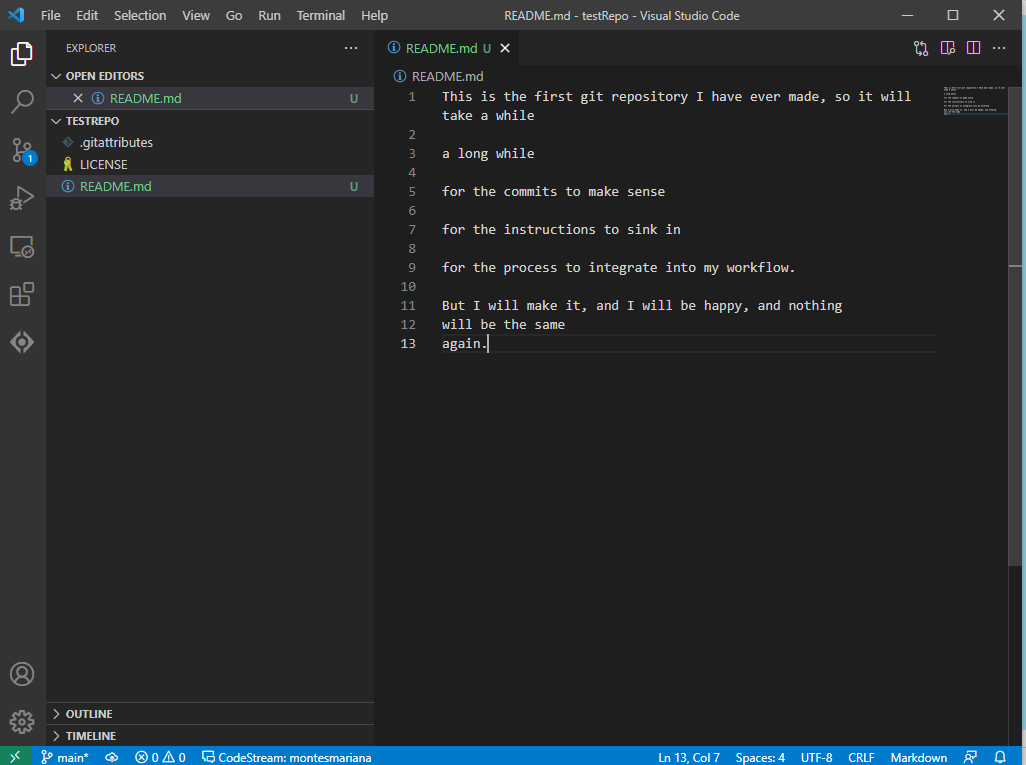 File Edit Selection View Go Run Terminal Help README.md - testRepo - Visual Studio Code
EXPLORER
README.md U
OPEN EDITORS
README.md U
TESTREPO
.gitattributes
LICENSE
README.md U
1
OUTLINE
TIMELINE
README.md
1 This is the first git repository I have ever made, so it will
take a while
2
3 a long while
4
5 for the commits to make sense
6
7 for the instructions to sink in
8
9 for the process to integrate into my workflow.
10
11 But I will make it, and I will be happy, and nothing
12 will be the same
13 again.
main* 0 0 CodeStream: montesmariana Ln 13, Col 7 Spaces: 4 UTF-8 CRLF Markdown